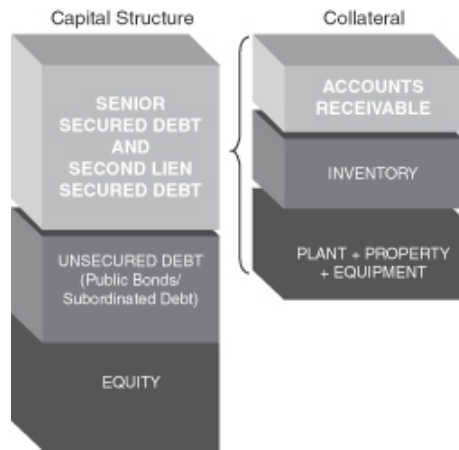 Capital Structure
SENIOR
SECURED DEBT
AND
SECOND LIEN
SECURED DEBT
UNSECURED DEBT
(Public Bonds/
Subordinated Debt)
EQUITY
Collateral
ACCOUNTS
RECEIVABLE
INVENTORY
PLANT + PROPERTY
+ EQUIPMENT